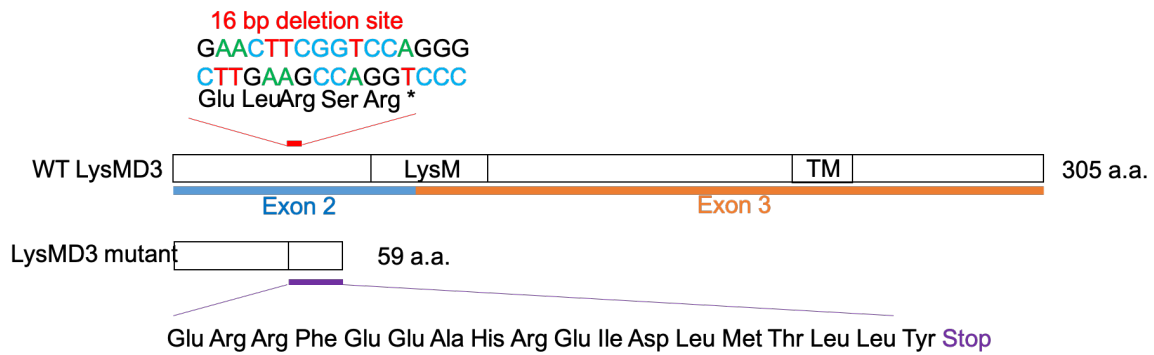 16 bp deletion site
GAACTTCGGTCCAGGG
CTTGAAGCCAGGTCCC
Glu LeuArg Ser Arg *
WT LysMD3
LysM
TM
305 a.a.
Exon 2
Exon 3
LysMD3 mutant
59 a.a.
Glu Arg Arg Phe Glu Glu Ala His Arg Glu Ile Asp Leu Met Thr Leu Leu Tyr Stop